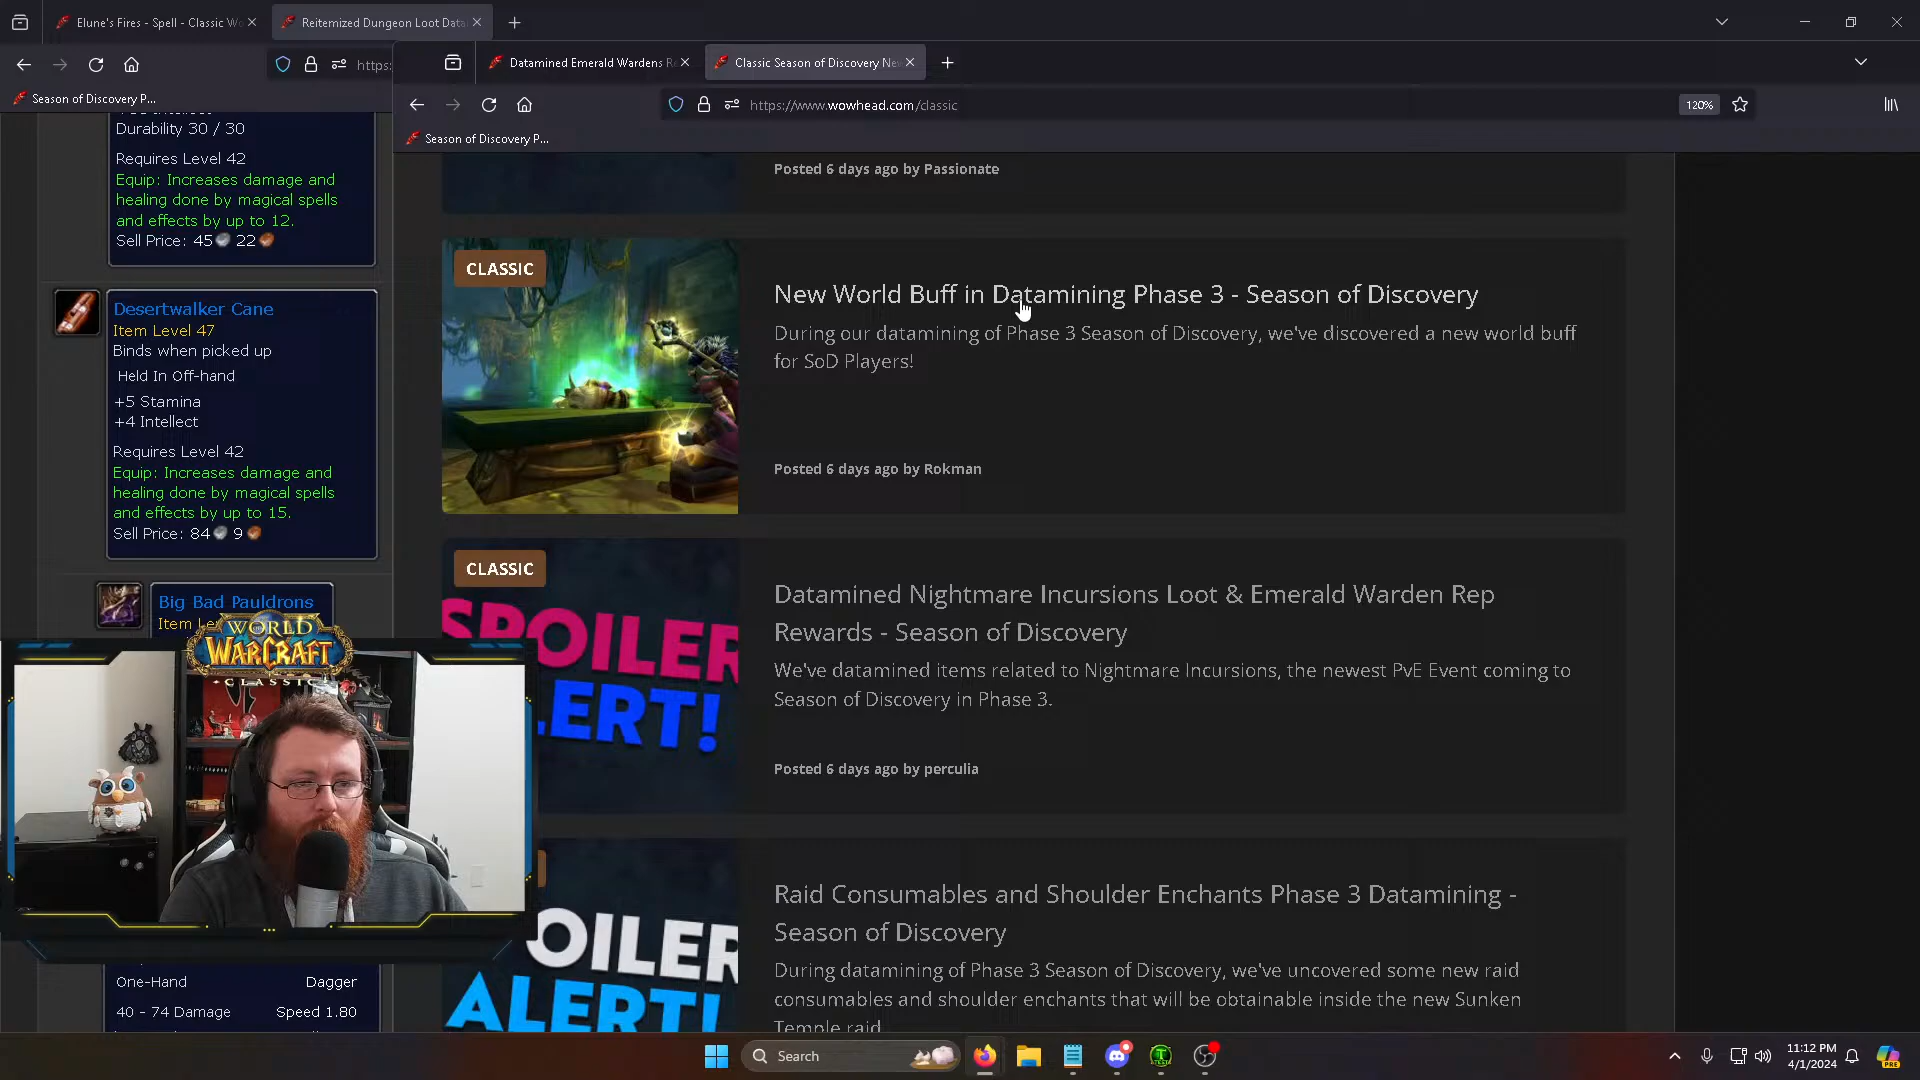 Elune's Fires - Spell - Classic Wo
Reitemized Dungeon Loot Data
https:
Season of Discovery P...
Datamined Emerald Wardens R
Classic Season of Discovery Ne
https://www.wowhead.com/classic
120%
Season of Discovery P...
Durability 30 / 30
Requires Level 42
Equip: Increases damage and
healing done by magical spells
and effects by up to 12.
Sell Price: 45 22
Desertwalker Cane
Item Level 47
Binds when picked up
Held In Off-hand
+5 Stamina
+4 Intellect
Requires Level 42
Equip: Increases damage and
healing done by magical spells
and effects by up to 15.
Sell Price: 84 9
Big Bad Pauldrons
Item Le
WORLD
WARCRAFT
CLASSIC
One-Hand Dagger
40 - 74 Damage Speed 1.80
Posted 6 days ago by Passionate
CLASSIC
New World Buff in Datamining Phase 3 - Season of Discovery
During our datamining of Phase 3 Season of Discovery, we've discovered a new world buff
for SoD Players!
Posted 6 days ago by Rokman
CLASSIC
SPOILER
LERT!
Datamined Nightmare Incursions Loot & Emerald Warden Rep
Rewards - Season of Discovery
We've datamined items related to Nightmare Incursions, the newest PvE Event coming to
Season of Discovery in Phase 3.
Posted 6 days ago by perculia
OILER
ALERT!
Raid Consumables and Shoulder Enchants Phase 3 Datamining -
Season of Discovery
During datamining of Phase 3 Season of Discovery, we've uncovered some new raid
consumables and shoulder enchants that will be obtainable inside the new Sunken
Temple raid
Search
11:12 PM
4/1/2024
PRE